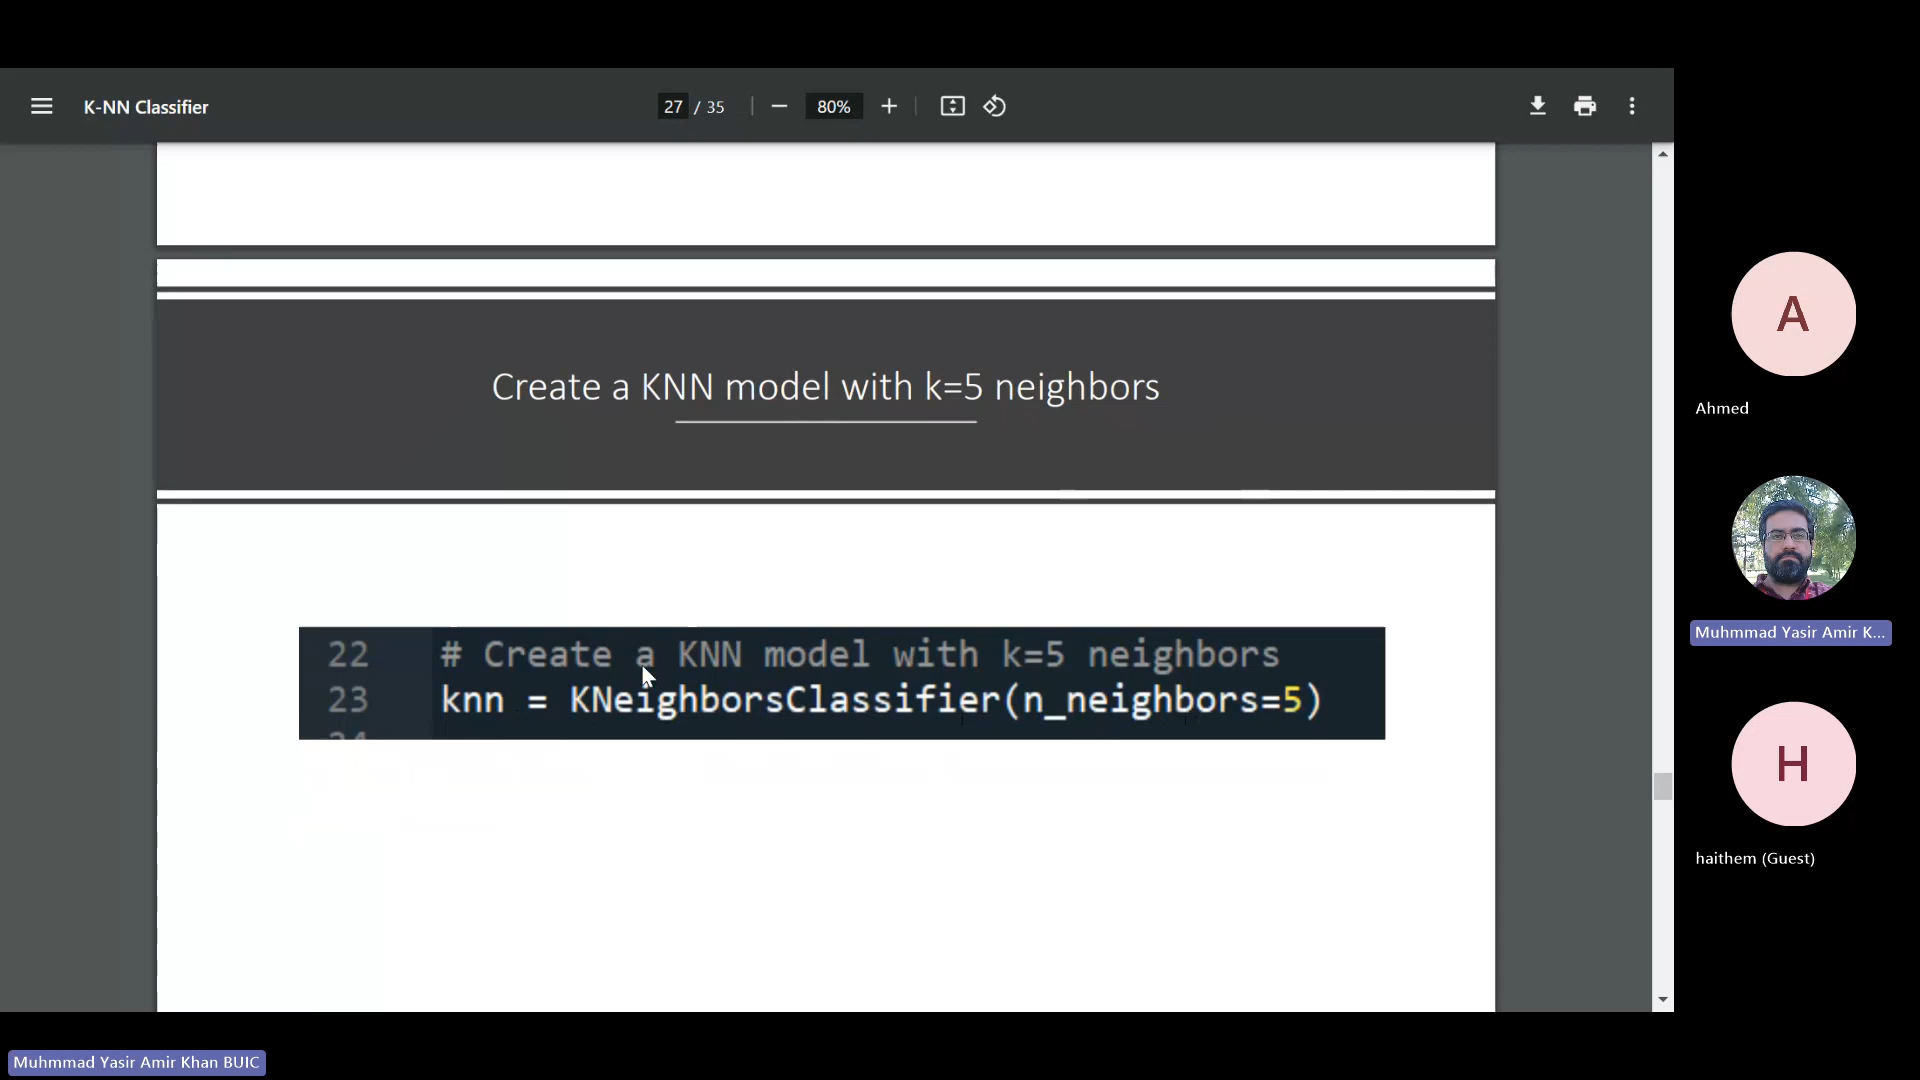 K-NN Classifier
27 / 35
80%
Create a KNN model with k=5 neighbors
22 # Create a KNN model with k=5 neighbors
23 knn = KNeighborsClassifier(n_neighbors=5)
A
Ahmed
Muhmmad Yasir Amir K...
H
haithem (Guest)
Muhmmad Yasir Amir Khan BUIC